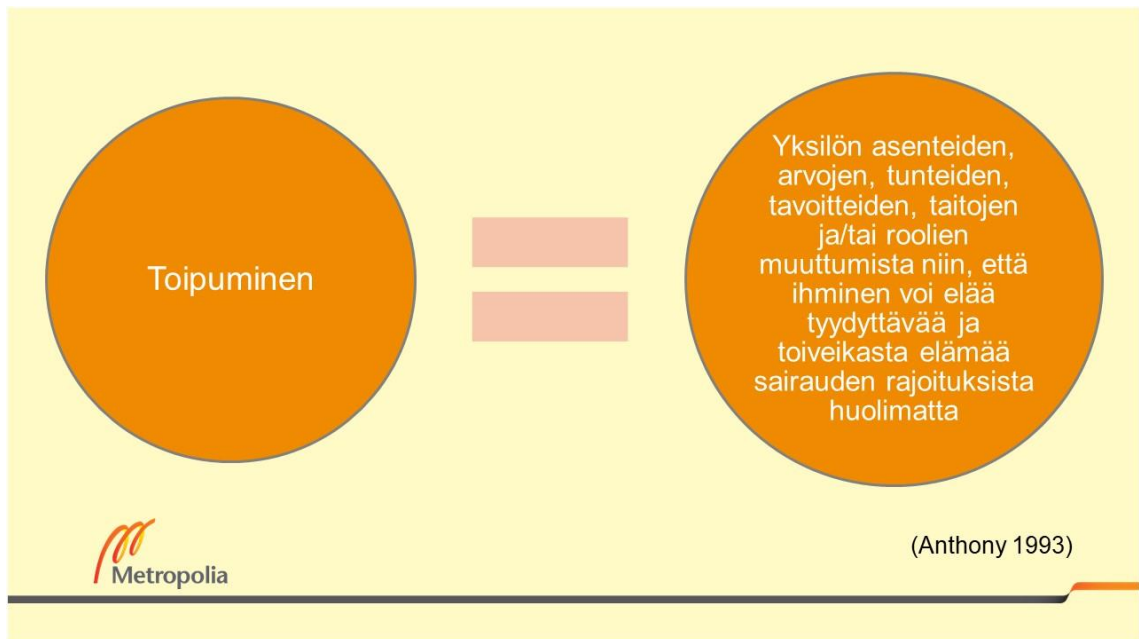 Toipuminen
Yksilön asenteiden,
arvojen, tunteiden,
tavoitteiden, taitojen
ja/tai roolien
muuttumista niin, että
ihminen voi elää
tyydyttävää ja
toiveikasta elämää
sairauden rajoituksista
huolimatta
(Anthony 1993)
Metropolia